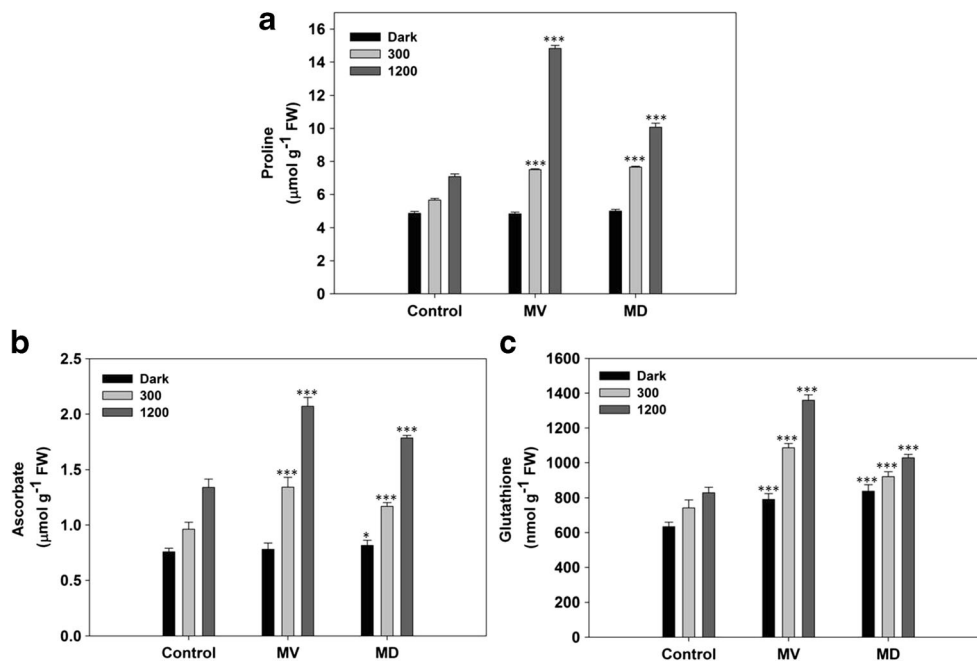 a
Dark
300
1200
Proline
(µmol g⁻¹ FW)
16
14
12
10
8
6
4
2
0
***
***
***
***
Control
MV
MD
b
Dark
300
1200
Ascorbate
(µmol g⁻¹ FW)
2.5
2.0
1.5
1.0
0.5
0.0
***
***
*
***
***
Control
MV
MD
c
Dark
300
1200
Glutathione
(nmol g⁻¹ FW)
1600
1400
1200
1000
800
600
400
200
0
***
***
***
***
***
***
Control
MV
MD